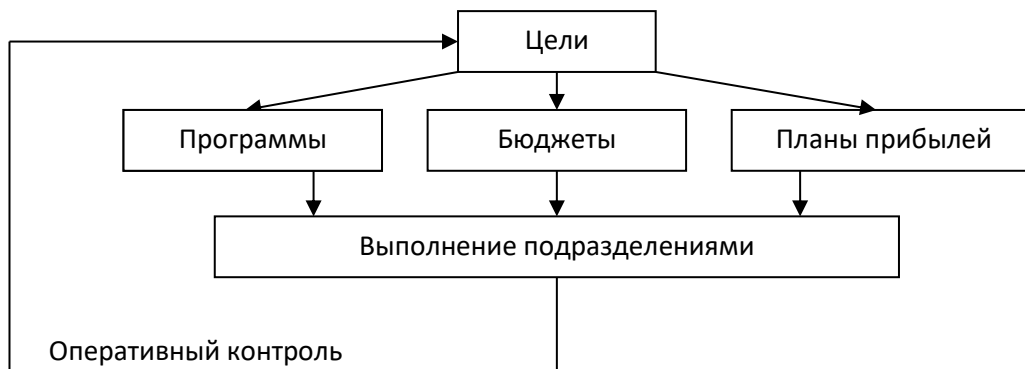 Цели
Программы
Бюджеты
Планы прибылей
Выполнение подразделениями
Оперативный контроль